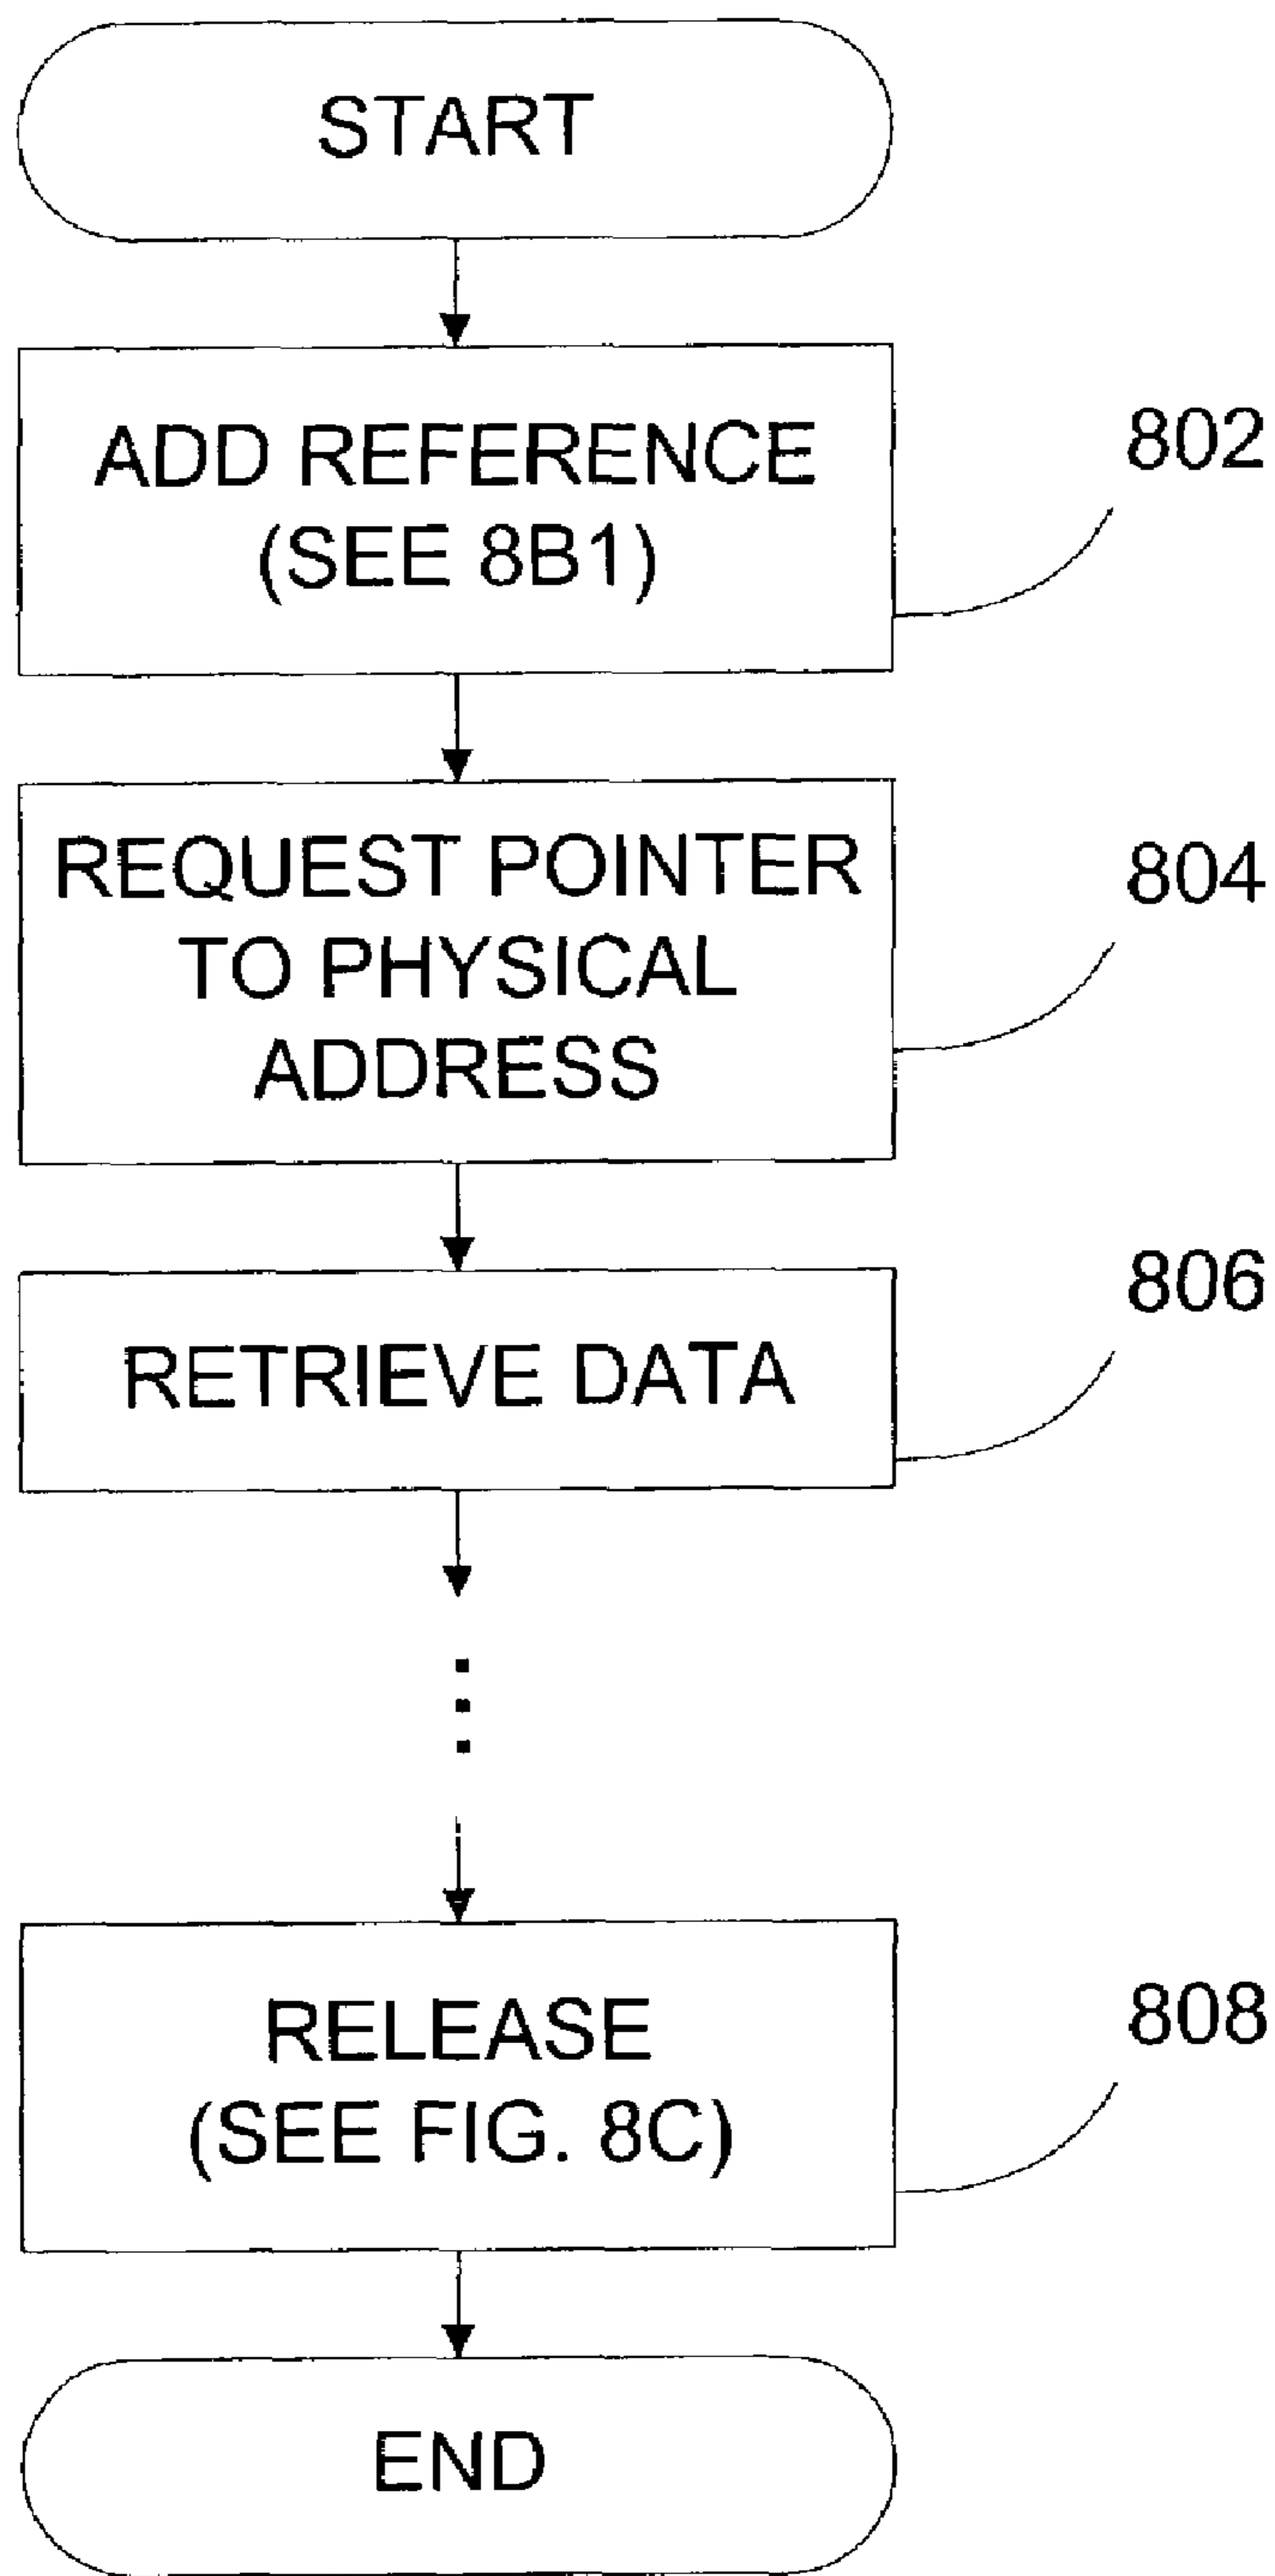 START
ADD REFERENCE
(SEE 8B1)
802
REQUEST POINTER
TO PHYSICAL
ADDRESS
804
RETRIEVE DATA
806
RELEASE
(SEE FIG. 8C)
808
END